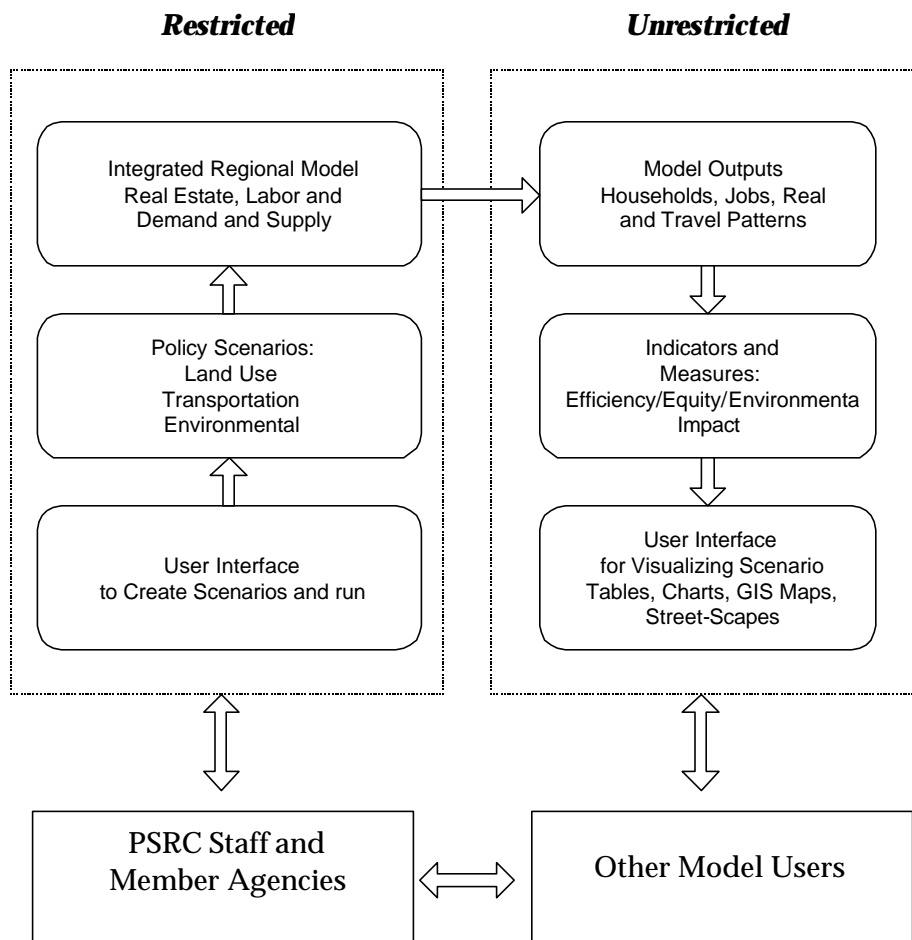 Restricted
Unrestricted
Integrated Regional Model
Real Estate, Labor and
Demand and Supply
Model Outputs
Households, Jobs, Real
and Travel Patterns
Policy Scenarios:
Land Use
Transportation
Environmental
Indicators and
Measures:
Efficiency/Equity/Environmenta
Impact
User Interface
to Create Scenarios and run
User Interface
for Visualizing Scenario
Tables, Charts, GIS Maps,
Street-Scapes
PSRC Staff and
Member Agencies
Other Model Users